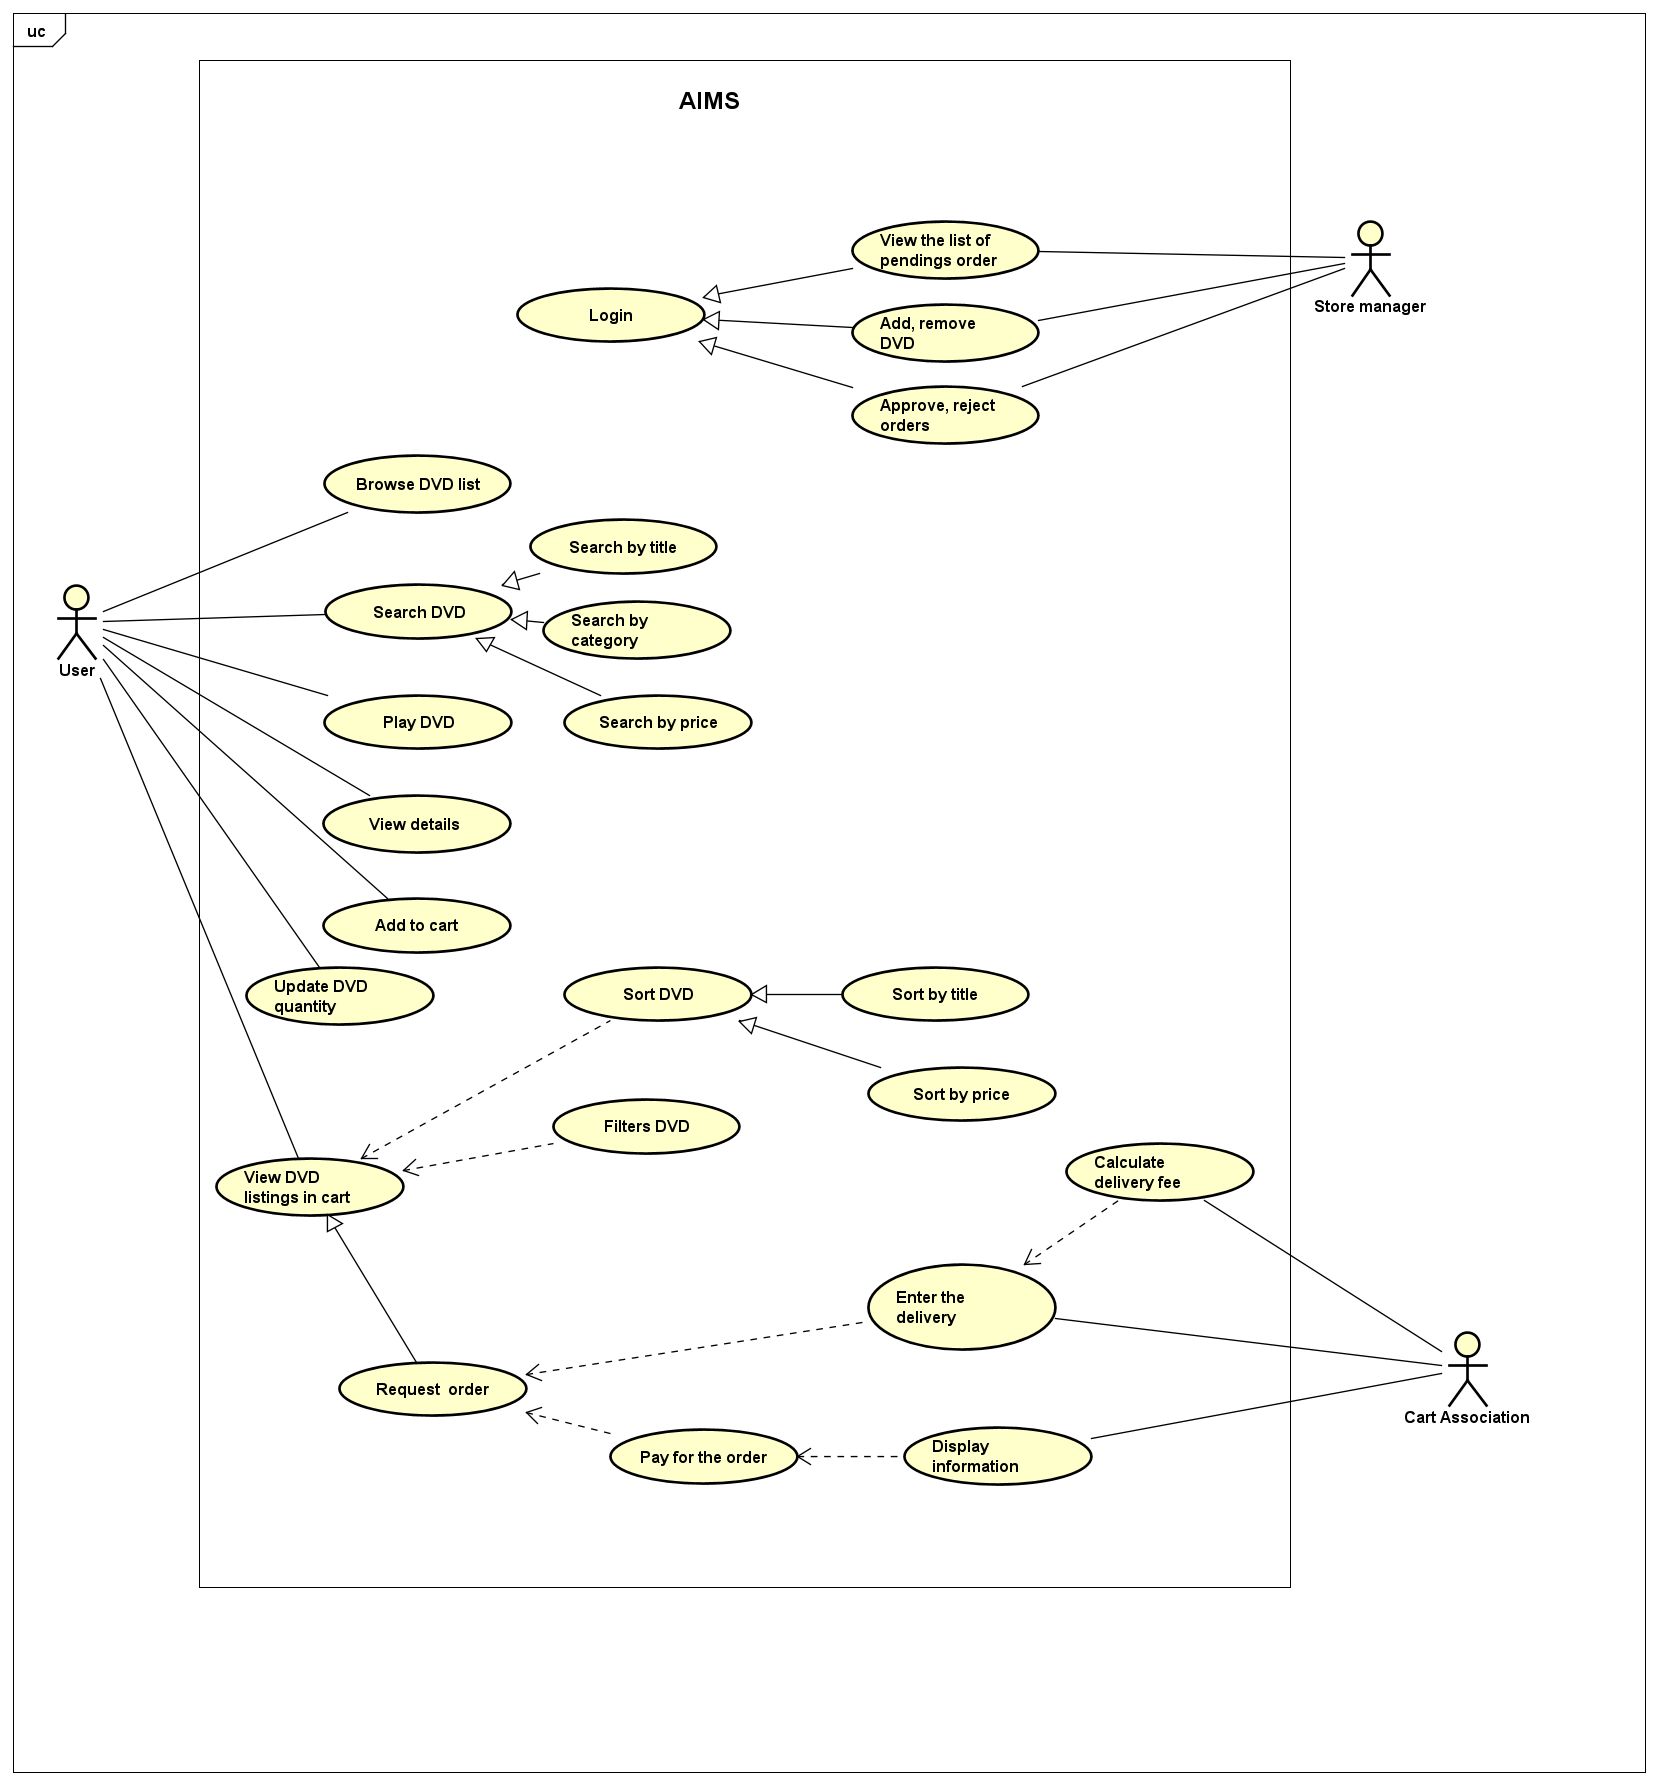 uc
AIMS
View the list of
pendings order
Store manager
Login
Add, remove
DVD
Approve, reject
orders
Browse DVD list
Search by title
Search DVD
Search by
category
User
Play DVD
Search by price
View details
Add to cart
Update DVD
quantity
Sort DVD
Sort by title
Sort by price
Filters DVD
Calculate
delivery fee
View DVD
listings in cart
Enter the
delivery
Request  order
Cart Association
Pay for the order
Display
information